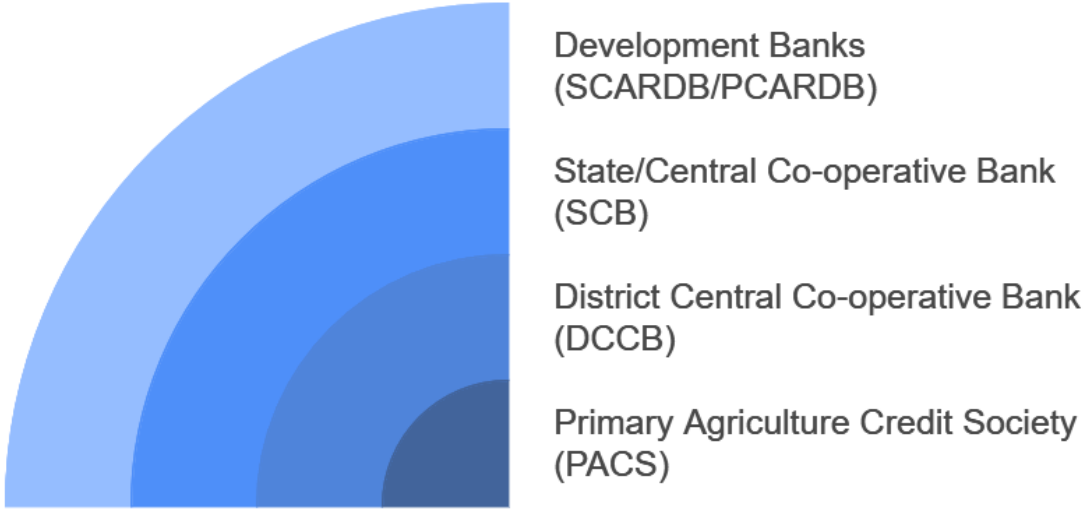 Development Banks
(SCARDB/PCARDB)
State/Central Co-operative Bank
(SCB)
District Central Co-operative Bank
(DCCB)
Primary Agriculture Credit Society
(PACS)